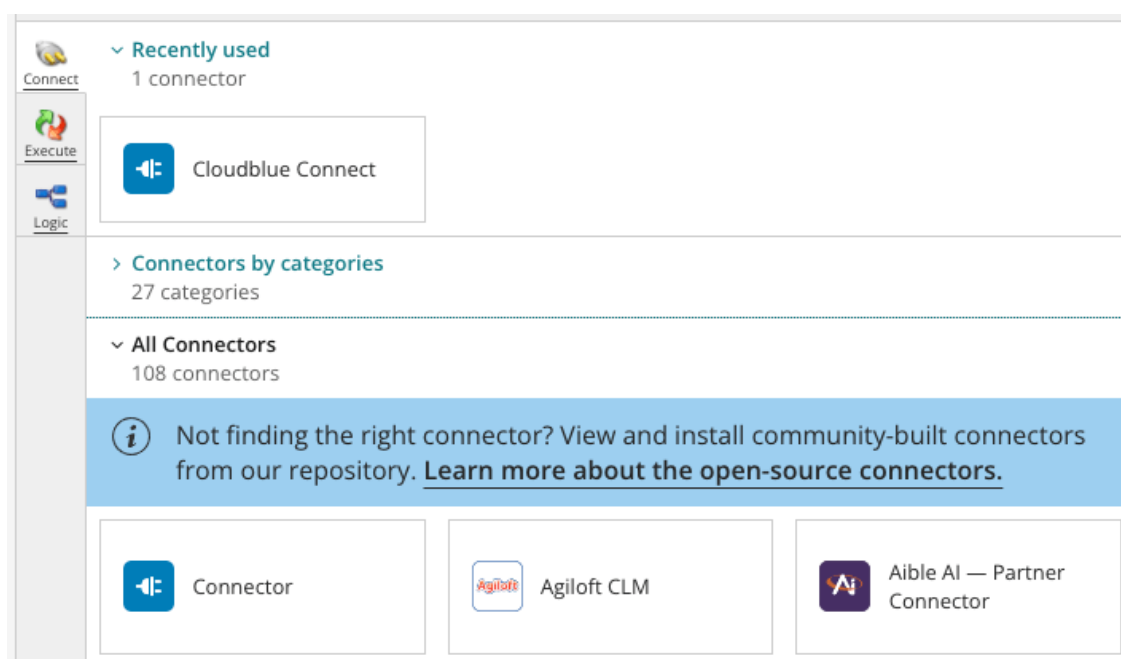 Connect
Execute
Logic
Recently used
1 connector
Cloudblue Connect
Connectors by categories
27 categories
All Connectors
108 connectors
Not finding the right connector? View and install community-built connectors
from our repository. Learn more about the open-source connectors.
Connector
Agiloft
Agiloft CLM
Ai
Aible AI — Partner
Connector